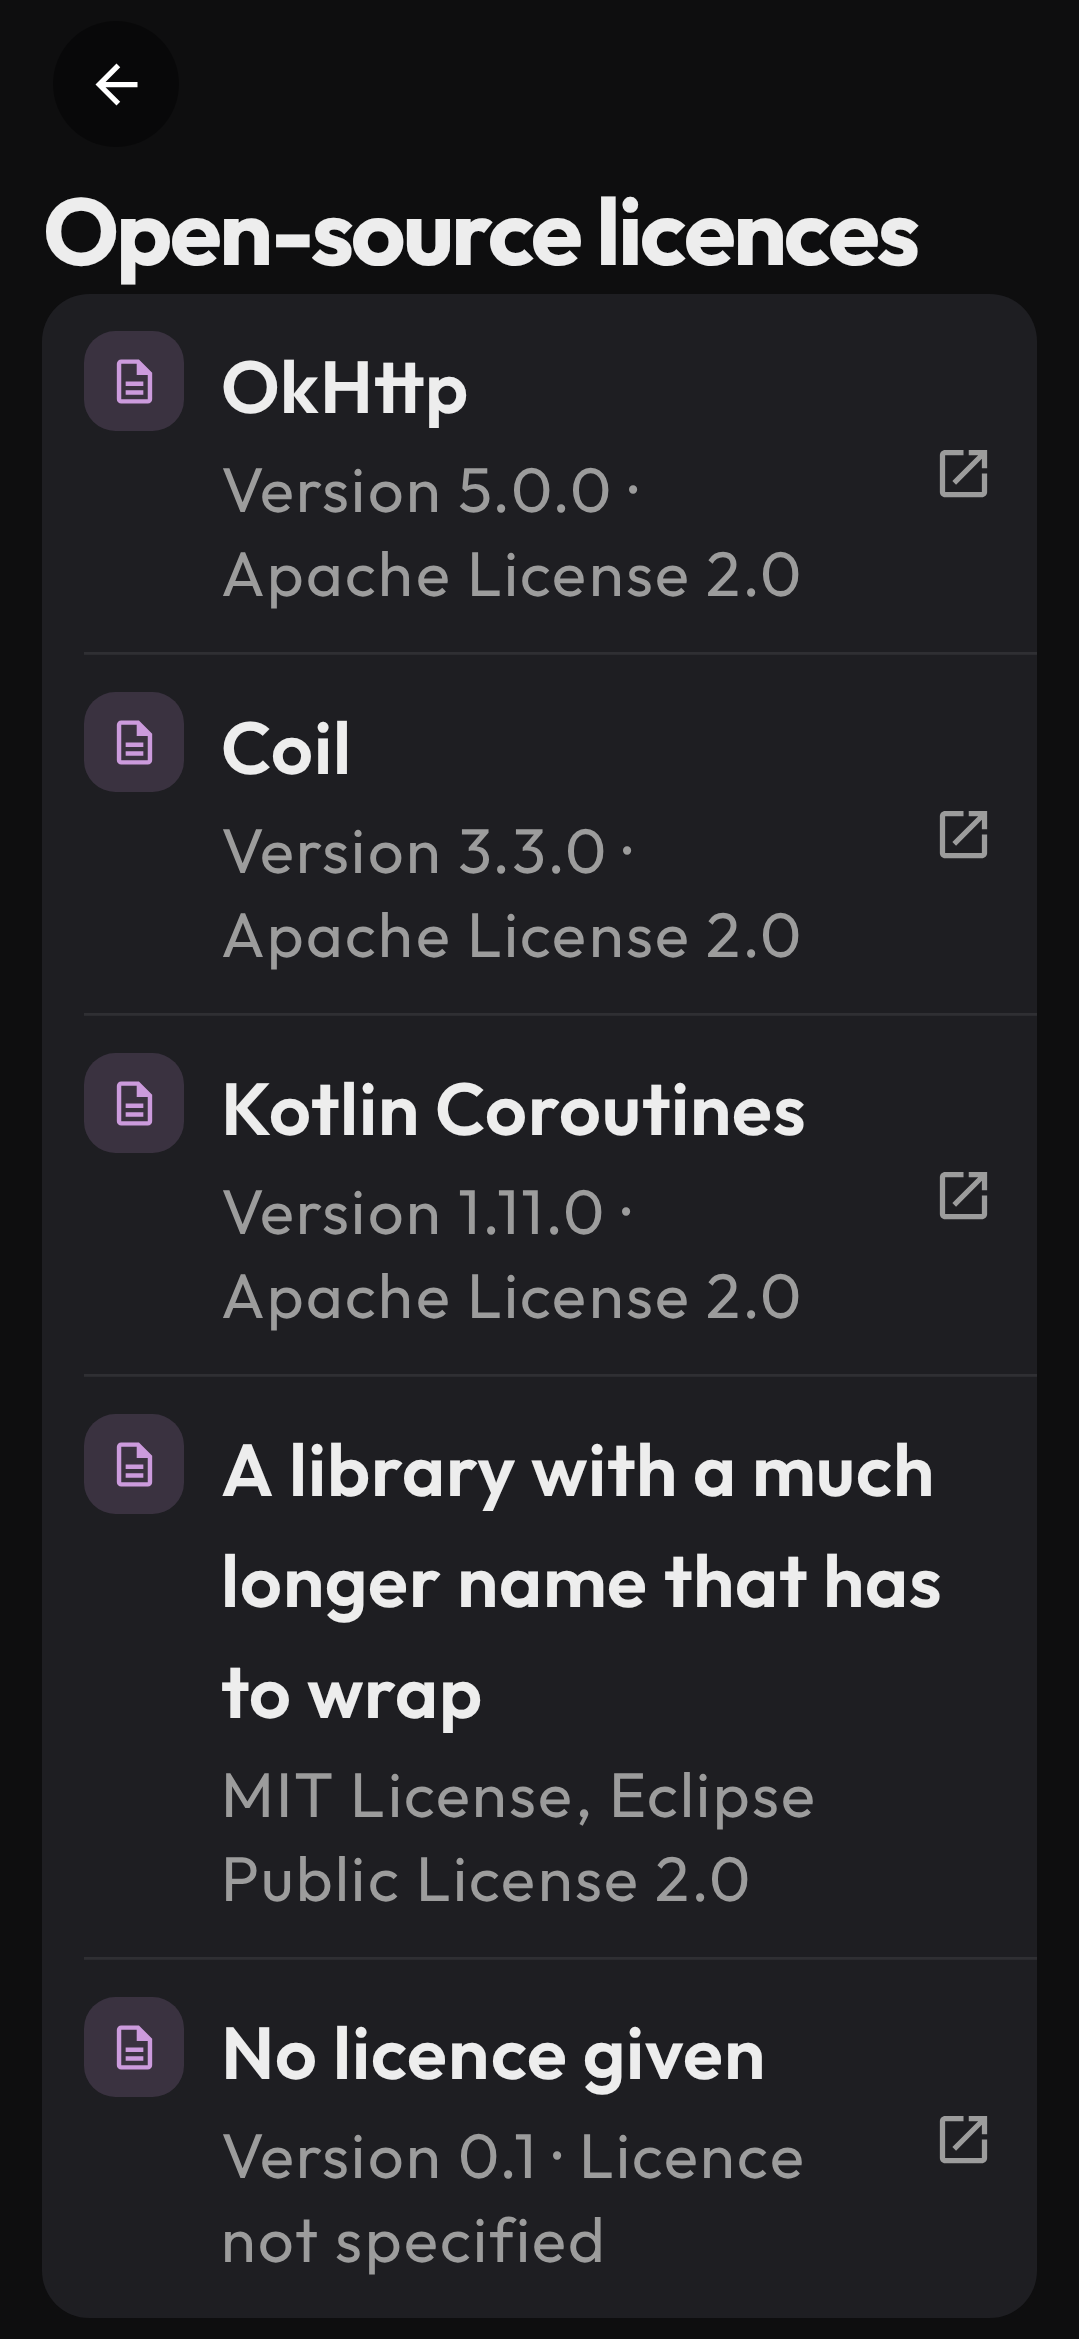 Open-source licences
OkHttp
Version 5.0.0 ·
Apache License 2.0
Coil
Version 3.3.0 ·
Apache License 2.0
Kotlin Coroutines
Version 1.11.0 ·
Apache License 2.0
A library with a much
longer name that has
to wrap
MIT License, Eclipse
Public License 2.0
No licence given
Version 0.1 · Licence
not specified